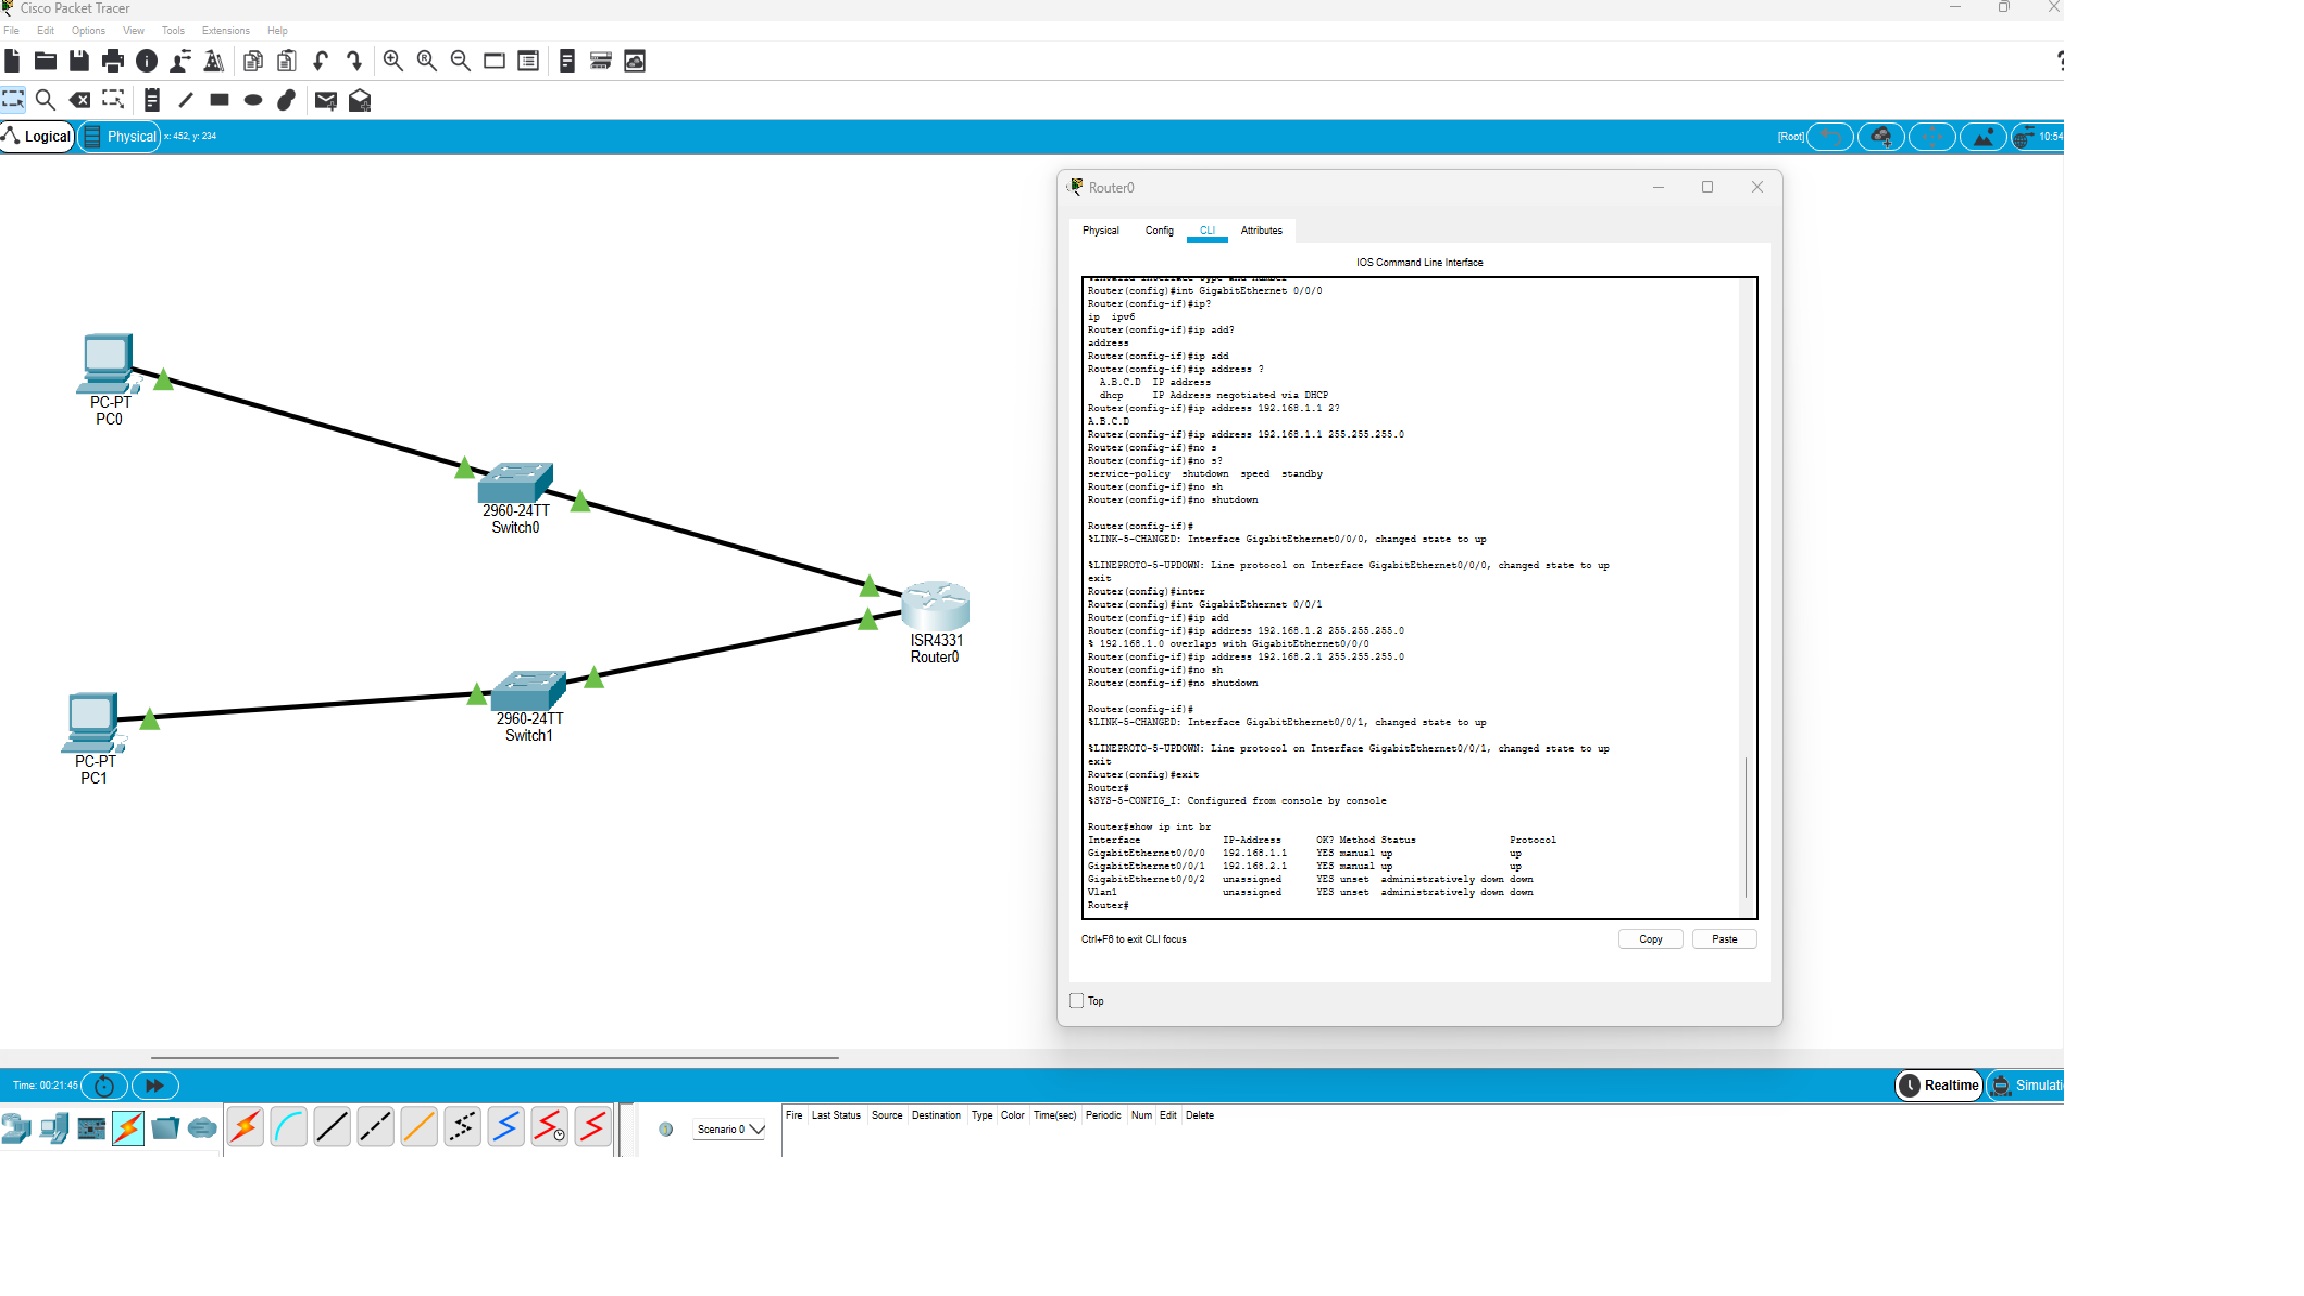 Cisco Packet Tracer
File Edit Options View Tools Extensions Help
Logical Physical x: 452, y: 234 [Root] 10:54
Router0
Physical Config CLI Attributes
IOS Command Line Interface
Router(config)#int GigabitEthernet 0/0/0
Router(config-if)#ip?
ip ipv6
Router(config-if)#ip add?
address
Router(config-if)#ip add
Router(config-if)#ip address ?
A.B.C.D IP address
dhcp IP Address negotiated via DHCP
Router(config-if)#ip address 192.168.1.1 2?
A.B.C.D
Router(config-if)#ip address 192.168.1.1 255.255.255.0
Router(config-if)#no s
Router(config-if)#no s?
service-policy shutdown speed standby
Router(config-if)#no sh
Router(config-if)#no shutdown
Router(config-if)#
%LINK-5-CHANGED: Interface GigabitEthernet0/0/0, changed state to up
%LINEPROTO-5-UPDOWN: Line protocol on Interface GigabitEthernet0/0/0, changed state to up
exit
Router(config)#inter
Router(config)#int GigabitEthernet 0/0/1
Router(config-if)#ip add
Router(config-if)#ip address 192.168.1.2 255.255.255.0
% 192.168.1.0 overlaps with GigabitEthernet0/0/0
Router(config-if)#ip address 192.168.2.1 255.255.255.0
Router(config-if)#no sh
Router(config-if)#no shutdown
Router(config-if)#
%LINK-5-CHANGED: Interface GigabitEthernet0/0/1, changed state to up
%LINEPROTO-5-UPDOWN: Line protocol on Interface GigabitEthernet0/0/1, changed state to up
exit
Router(config)#exit
Router#
%SYS-5-CONFIG_I: Configured from console by console
Router#show ip int br
Interface IP-Address OK? Method Status Protocol
GigabitEthernet0/0/0 192.168.1.1 YES manual up up
GigabitEthernet0/0/1 192.168.2.1 YES manual up up
GigabitEthernet0/0/2 unassigned YES unset administratively down down
Vlan1 unassigned YES unset administratively down down
Router#
Ctrl+F6 to exit CLI focus Copy Paste
Top
PC-PT
PC0
2960-24TT
Switch0
ISR4331
Router0
2960-24TT
Switch1
PC-PT
PC1
Time: 00:21:45 Realtime Simulati
Scenario 0
Fire Last Status Source Destination Type Color Time(sec) Periodic Num Edit Delete